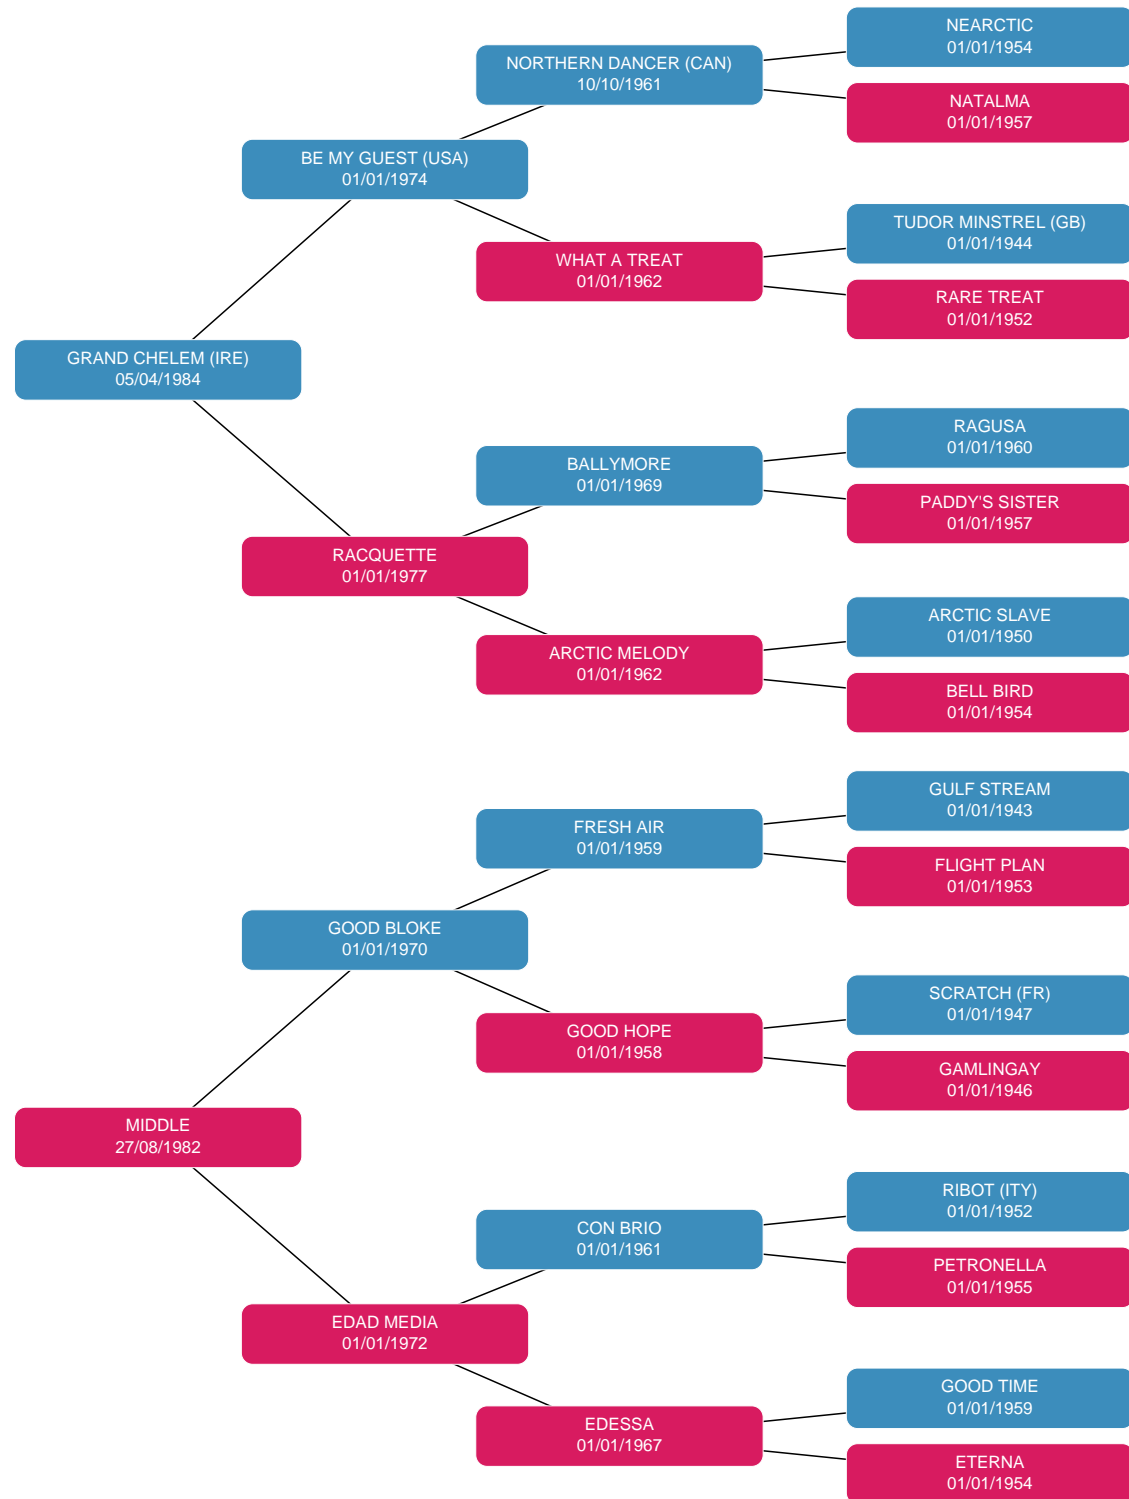 NEARCTIC
01/01/1954
NORTHERN DANCER (CAN)
10/10/1961
NATALMA
01/01/1957
BE MY GUEST (USA)
01/01/1974
TUDOR MINSTREL (GB)
01/01/1944
WHAT A TREAT
01/01/1962
RARE TREAT
01/01/1952
GRAND CHELEM (IRE)
05/04/1984
RAGUSA
01/01/1960
BALLYMORE
01/01/1969
PADDY'S SISTER
01/01/1957
RACQUETTE
01/01/1977
ARCTIC SLAVE
01/01/1950
ARCTIC MELODY
01/01/1962
BELL BIRD
01/01/1954
GULF STREAM
01/01/1943
FRESH AIR
01/01/1959
FLIGHT PLAN
01/01/1953
GOOD BLOKE
01/01/1970
SCRATCH (FR)
01/01/1947
GOOD HOPE
01/01/1958
GAMLINGAY
01/01/1946
MIDDLE
27/08/1982
RIBOT (ITY)
01/01/1952
CON BRIO
01/01/1961
PETRONELLA
01/01/1955
EDAD MEDIA
01/01/1972
GOOD TIME
01/01/1959
EDESSA
01/01/1967
ETERNA
01/01/1954